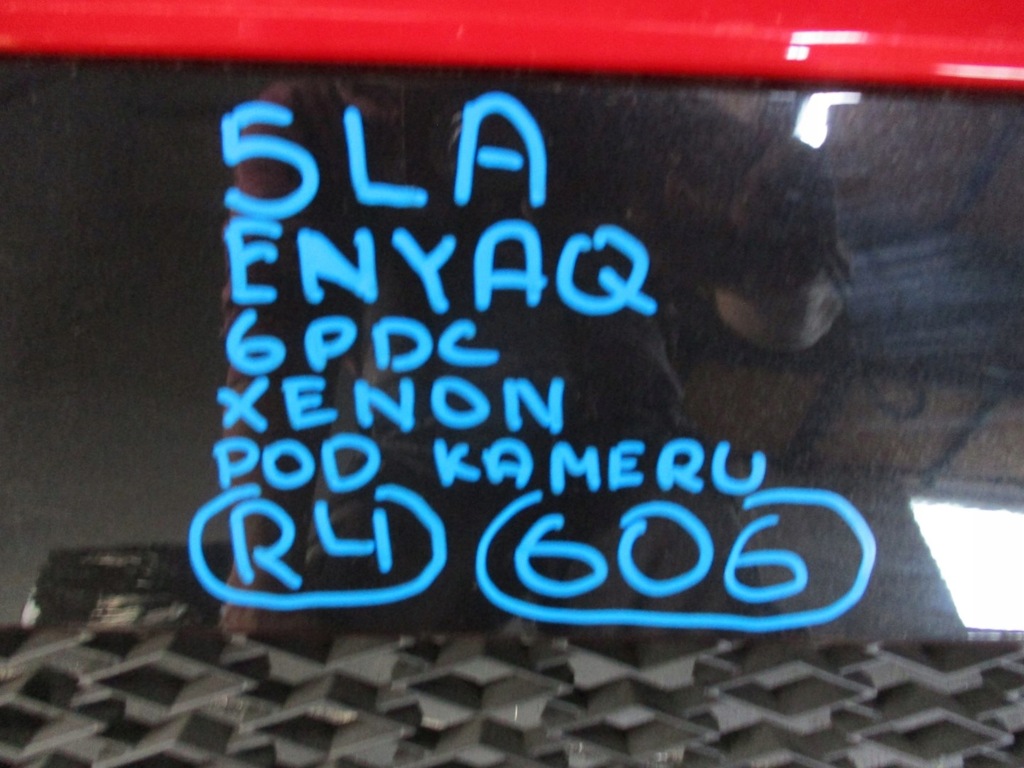 5LA
ENYAQ
6PDC
XENON
POD KAMERU
R4 606